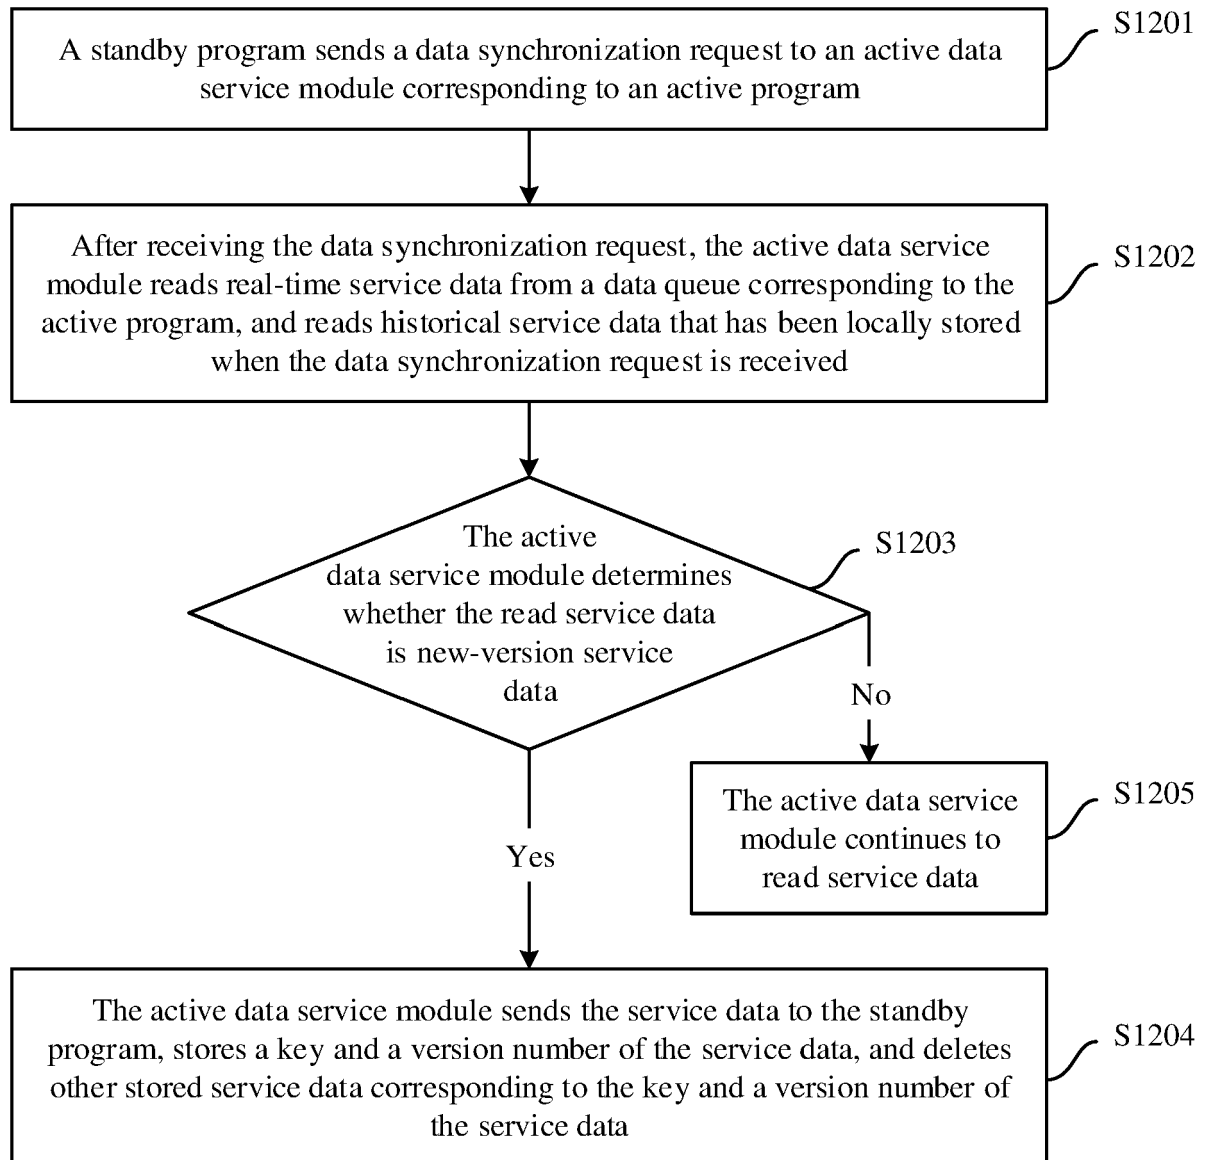 A standby program sends a data synchronization request to an active data
service module corresponding to an active program
S1201
After receiving the data synchronization request, the active data service
module reads real-time service data from a data queue corresponding to the
active program, and reads historical service data that has been locally stored
when the data synchronization request is received
S1202
The active
data service module determines
whether the read service data
is new-version service
data
S1203
No
The active data service
module continues to
read service data
S1205
Yes
The active data service module sends the service data to the standby
program, stores a key and a version number of the service data, and deletes
other stored service data corresponding to the key and a version number of
the service data
S1204